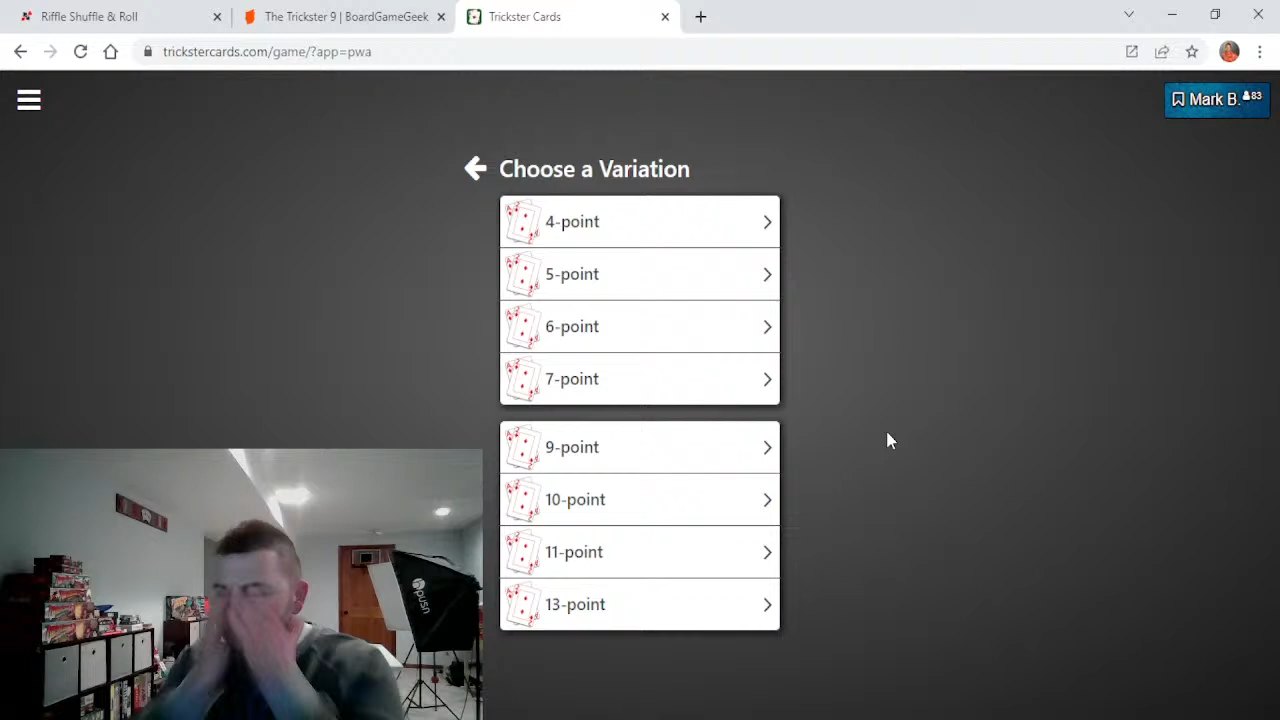 Riffle Shuffle & Roll
The Trickster 9 | BoardGameGeek
Trickster Cards
trickstercards.com/game/?app=pwa
Mark B. 83
Choose a Variation
4-point
5-point
6-point
7-point
9-point
10-point
11-point
13-point